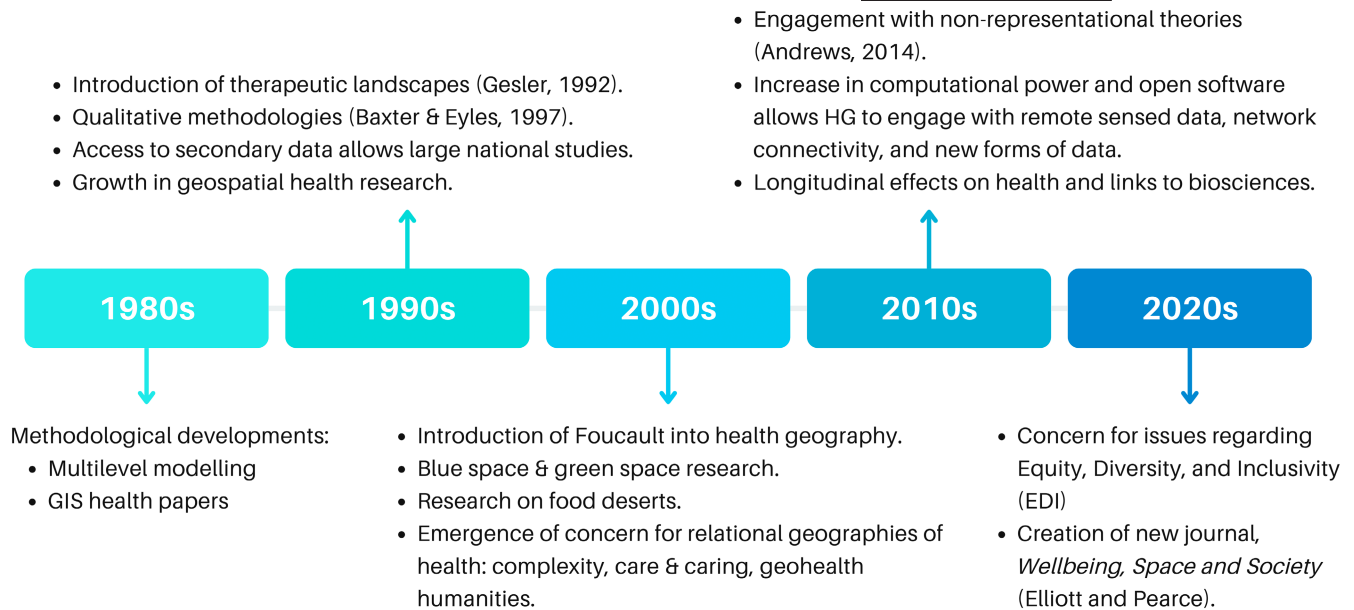 • Engagement with non-representational theories
(Andrews, 2014).
• Increase in computational power and open software
allows HG to engage with remote sensed data, network
connectivity, and new forms of data.
• Longitudinal effects on health and links to biosciences.
• Introduction of therapeutic landscapes (Gesler, 1992).
• Qualitative methodologies (Baxter & Eyles, 1997).
• Access to secondary data allows large national studies.
• Growth in geospatial health research.
1980s
1990s
2000s
2010s
2020s
Methodological developments:
• Multilevel modelling
• GIS health papers
• Introduction of Foucault into health geography.
• Blue space & green space research.
• Research on food deserts.
• Emergence of concern for relational geographies of
health: complexity, care & caring, geohealth
humanities.
• Concern for issues regarding
Equity, Diversity, and Inclusivity
(EDI)
• Creation of new journal,
Wellbeing, Space and Society
(Elliott and Pearce).